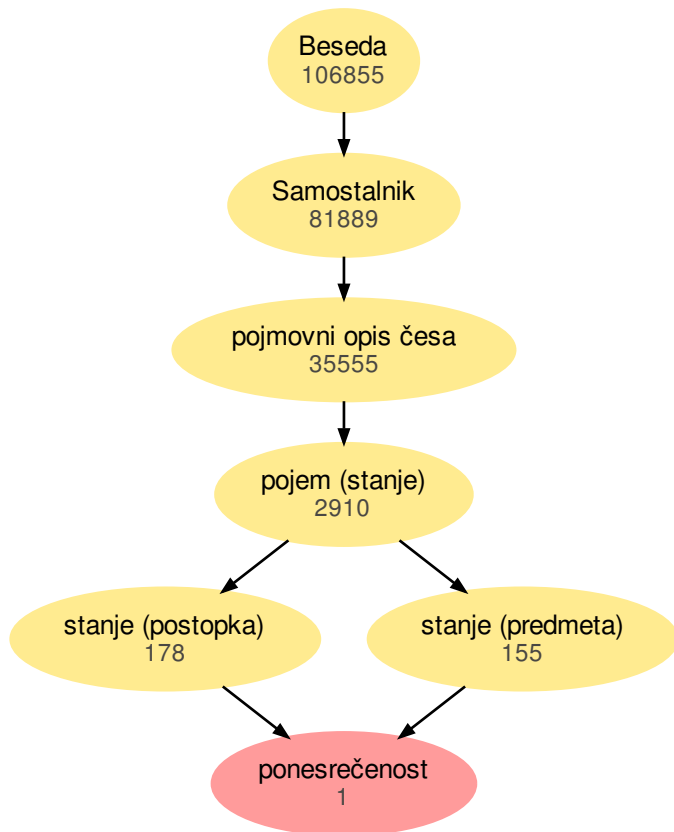 Beseda
106855
Samostalnik
81889
pojmovni opis česa
35555
pojem (stanje)
2910
stanje (postopka)
178
stanje (predmeta)
155
ponesrečenost
1